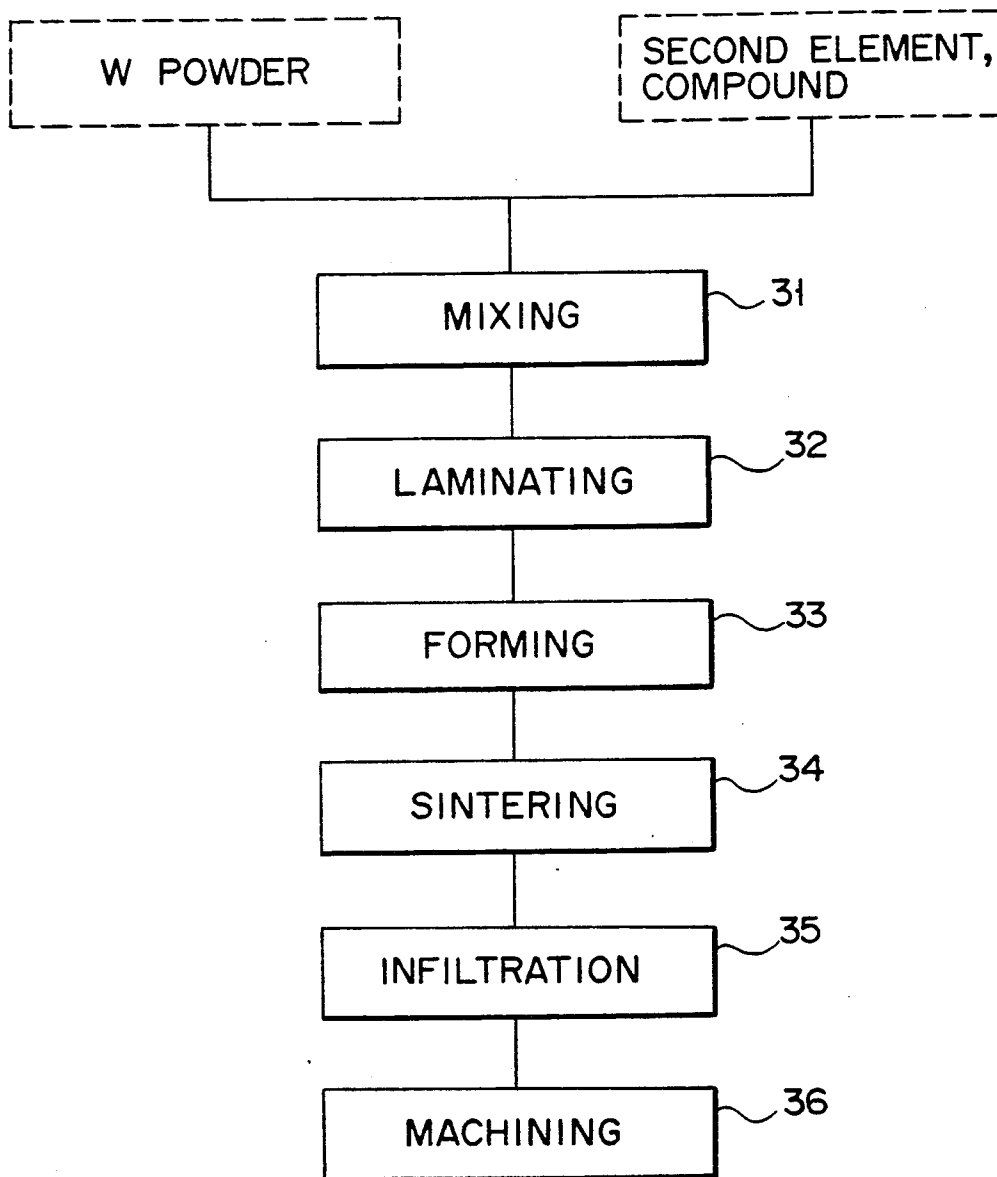 W POWDER
SECOND ELEMENT,
COMPOUND
MIXING
31
LAMINATING
32
FORMING
33
SINTERING
34
INFILTRATION
35
MACHINING
36